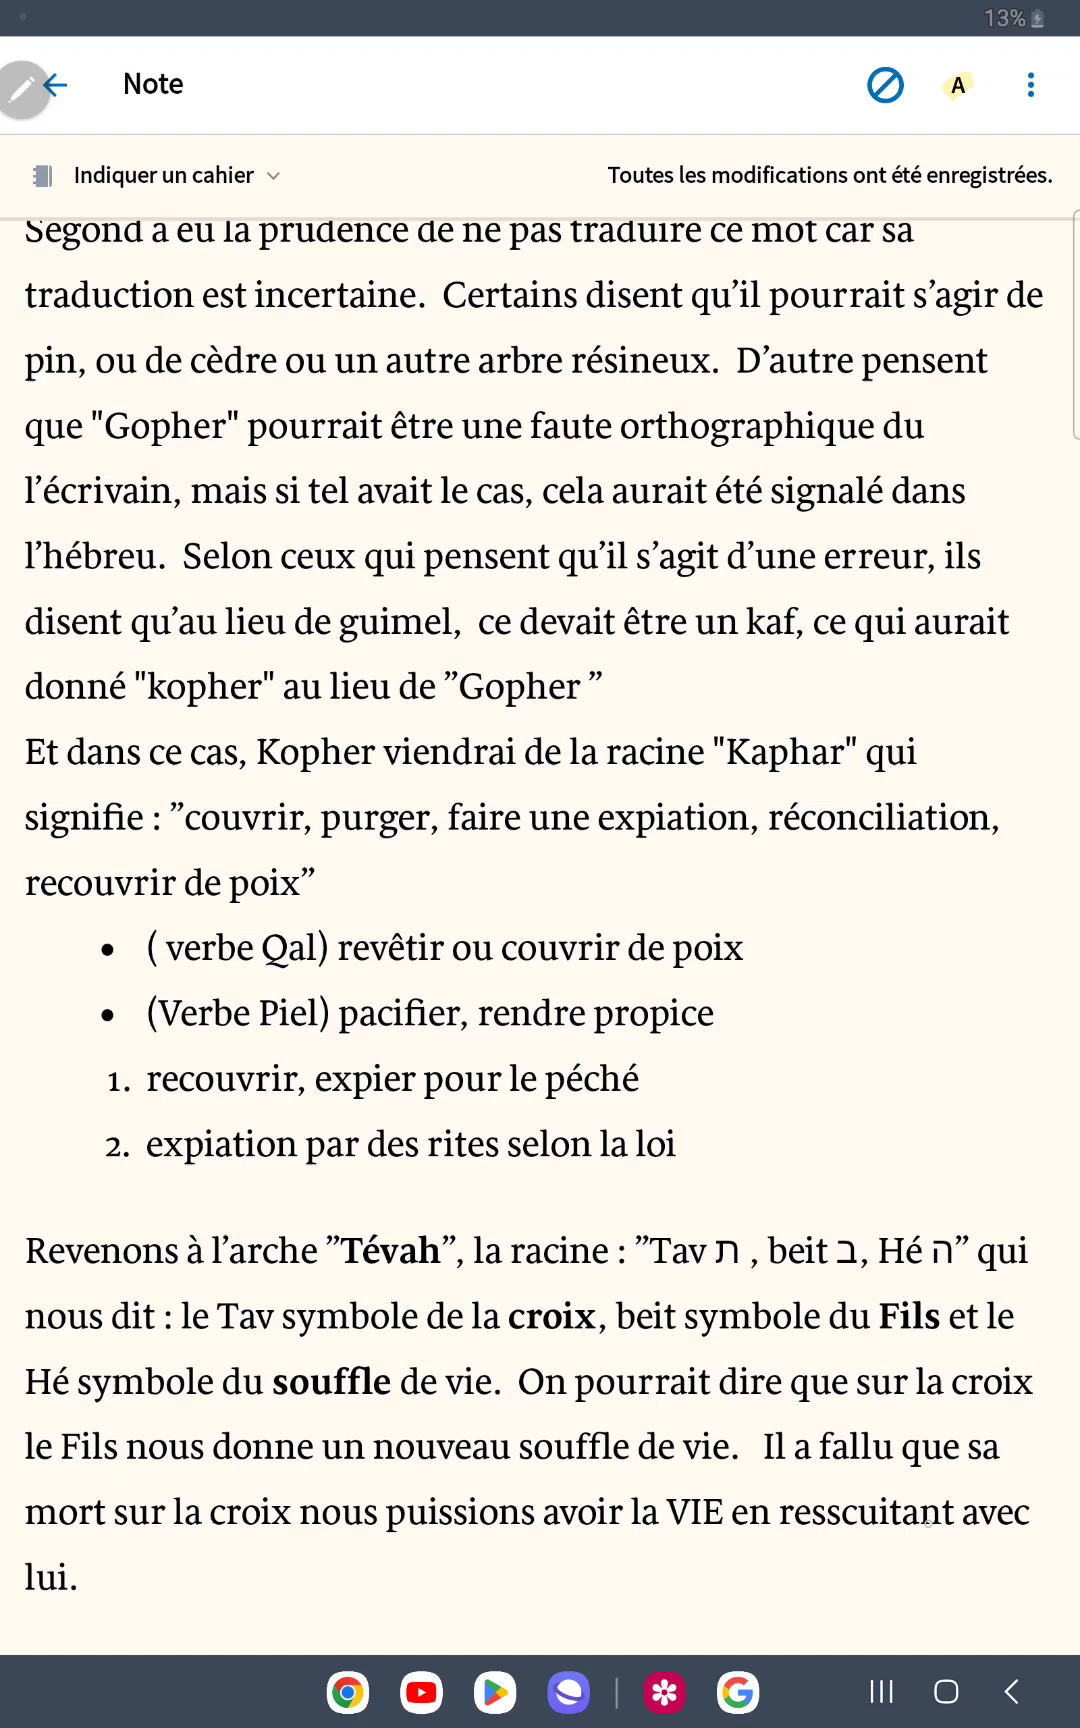 13%
Note
A
Indiquer un cahier
Toutes les modifications ont été enregistrées.
Segond a eu la prudence de ne pas traduire ce mot car sa
traduction est incertaine. Certains disent qu’il pourrait s’agir de
pin, ou de cèdre ou un autre arbre résineux. D’autre pensent
que "Gopher" pourrait être une faute orthographique du
l’écrivain, mais si tel avait le cas, cela aurait été signalé dans
l’hébreu. Selon ceux qui pensent qu’il s’agit d’une erreur, ils
disent qu’au lieu de guimel, ce devait être un kaf, ce qui aurait
donné "kopher" au lieu de ”Gopher ”
Et dans ce cas, Kopher viendrai de la racine "Kaphar" qui
signifie : ”couvrir, purger, faire une expiation, réconciliation,
recouvrir de poix”
• ( verbe Qal) revêtir ou couvrir de poix
• (Verbe Piel) pacifier, rendre propice
1. recouvrir, expier pour le péché
2. expiation par des rites selon la loi
Revenons à l’arche ”Tévah”, la racine : ”Tav ת , beit ב, Hé ה” qui
nous dit : le Tav symbole de la croix, beit symbole du Fils et le
Hé symbole du souffle de vie. On pourrait dire que sur la croix
le Fils nous donne un nouveau souffle de vie. Il a fallu que sa
mort sur la croix nous puissions avoir la VIE en resscuitant avec
lui.